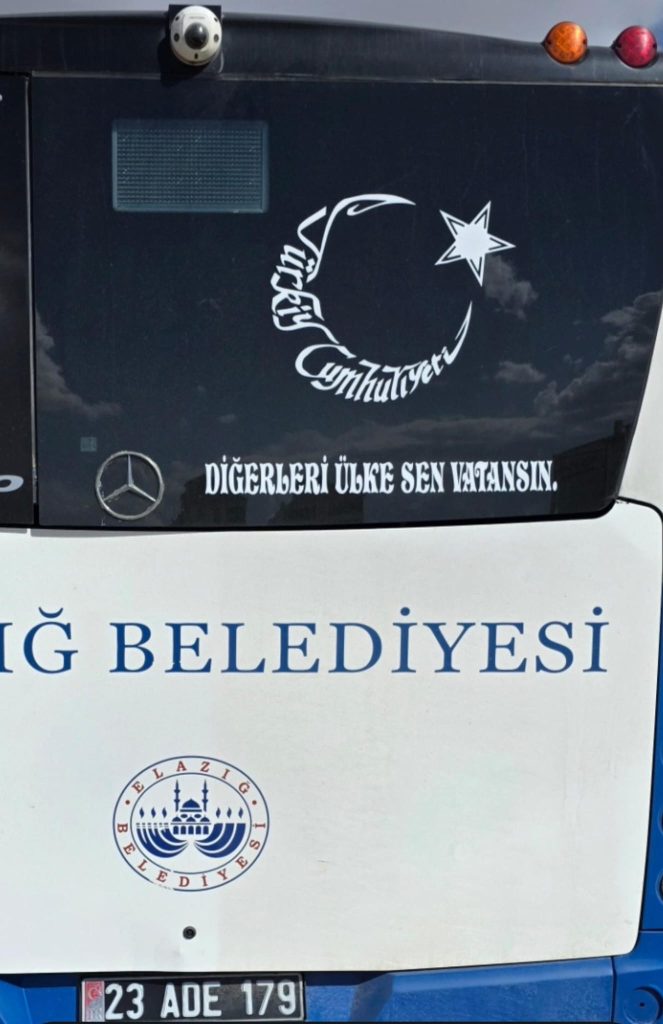 Türkiye
Cumhuriyeti
DİĞERLERİ ÜLKE SEN VATANSIN.
IĞ BELEDİYESİ
ELAZIĞ
BELEDİYESİ
23 ADE 179